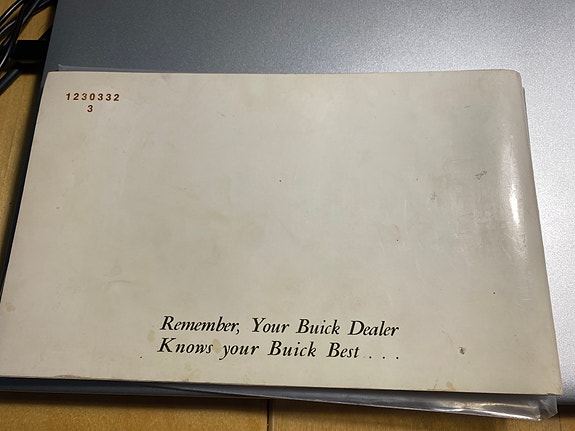 1230332
3
Remember, Your Buick Dealer
Knows your Buick Best . . .